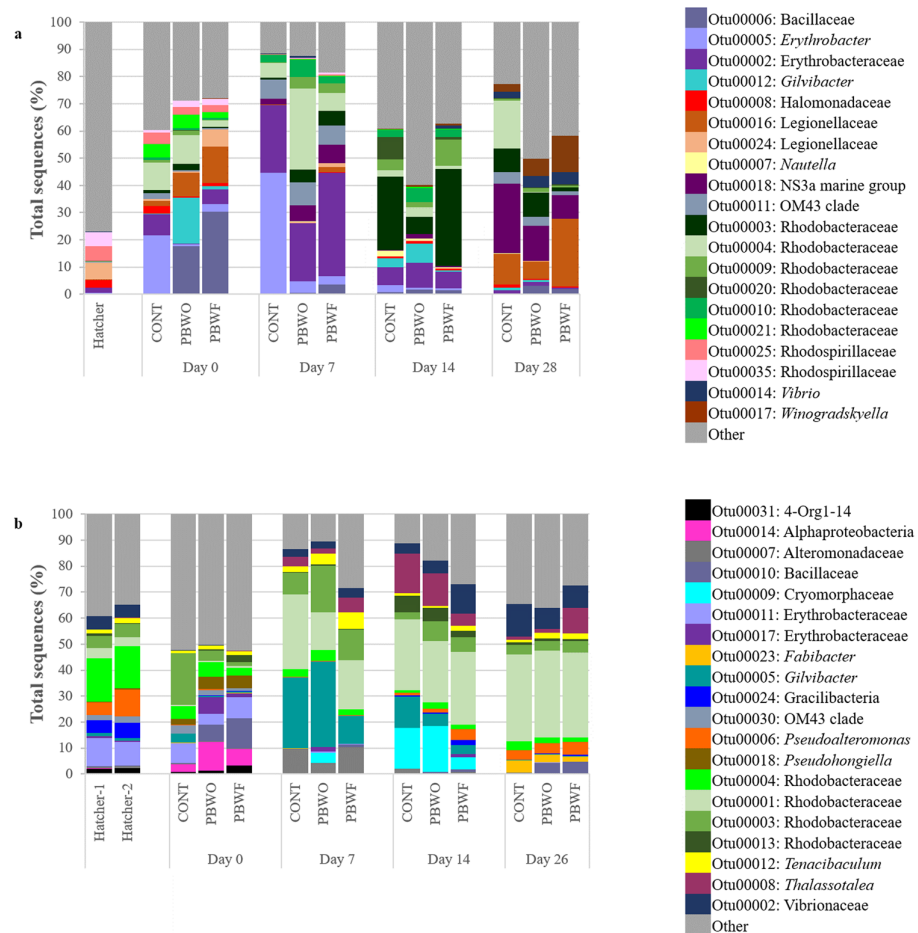 a
Total sequences (%)
100
90
80
70
60
50
40
30
20
10
0
Hatcher
CONT
PBWO
PBWF
CONT
PBWO
PBWF
CONT
PBWO
PBWF
CONT
PBWO
PBWF
Day 0
Day 7
Day 14
Day 28
Otu00006: Bacillaceae
Otu00005: Erythrobacter
Otu00002: Erythrobacteraceae
Otu00012: Gilvibacter
Otu00008: Halomonadaceae
Otu00016: Legionellaceae
Otu00024: Legionellaceae
Otu00007: Nautella
Otu00018: NS3a marine group
Otu00011: OM43 clade
Otu00003: Rhodobacteraceae
Otu00004: Rhodobacteraceae
Otu00009: Rhodobacteraceae
Otu00020: Rhodobacteraceae
Otu00010: Rhodobacteraceae
Otu00021: Rhodobacteraceae
Otu00025: Rhodospirillaceae
Otu00035: Rhodospirillaceae
Otu00014: Vibrio
Otu00017: Winogradskyella
Other
b
Total sequences (%)
100
90
80
70
60
50
40
30
20
10
0
Hatcher-1
Hatcher-2
CONT
PBWO
PBWF
CONT
PBWO
PBWF
CONT
PBWO
PBWF
CONT
PBWO
PBWF
Day 0
Day 7
Day 14
Day 26
Otu00031: 4-Org1-14
Otu00014: Alphaproteobacteria
Otu00007: Alteromonadaceae
Otu00010: Bacillaceae
Otu00009: Cryomorphaceae
Otu00011: Erythrobacteraceae
Otu00017: Erythrobacteraceae
Otu00023: Fabibacter
Otu00005: Gilvibacter
Otu00024: Gracilibacteria
Otu00030: OM43 clade
Otu00006: Pseudoalteromonas
Otu00018: Pseudohongiella
Otu00004: Rhodobacteraceae
Otu00001: Rhodobacteraceae
Otu00003: Rhodobacteraceae
Otu00013: Rhodobacteraceae
Otu00012: Tenacibaculum
Otu00008: Thalassotalea
Otu00002: Vibrionaceae
Other